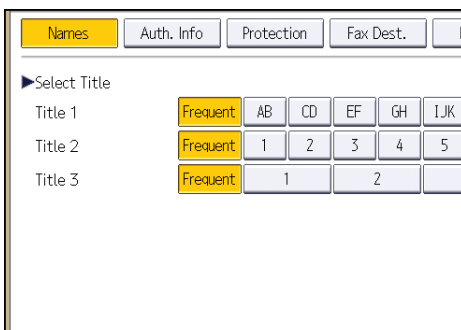 Names Auth. Info Protection Fax Dest.
▶Select Title
Title 1 Frequent AB CD EF GH IJK
Title 2 Frequent 1 2 3 4 5
Title 3 Frequent 1 2